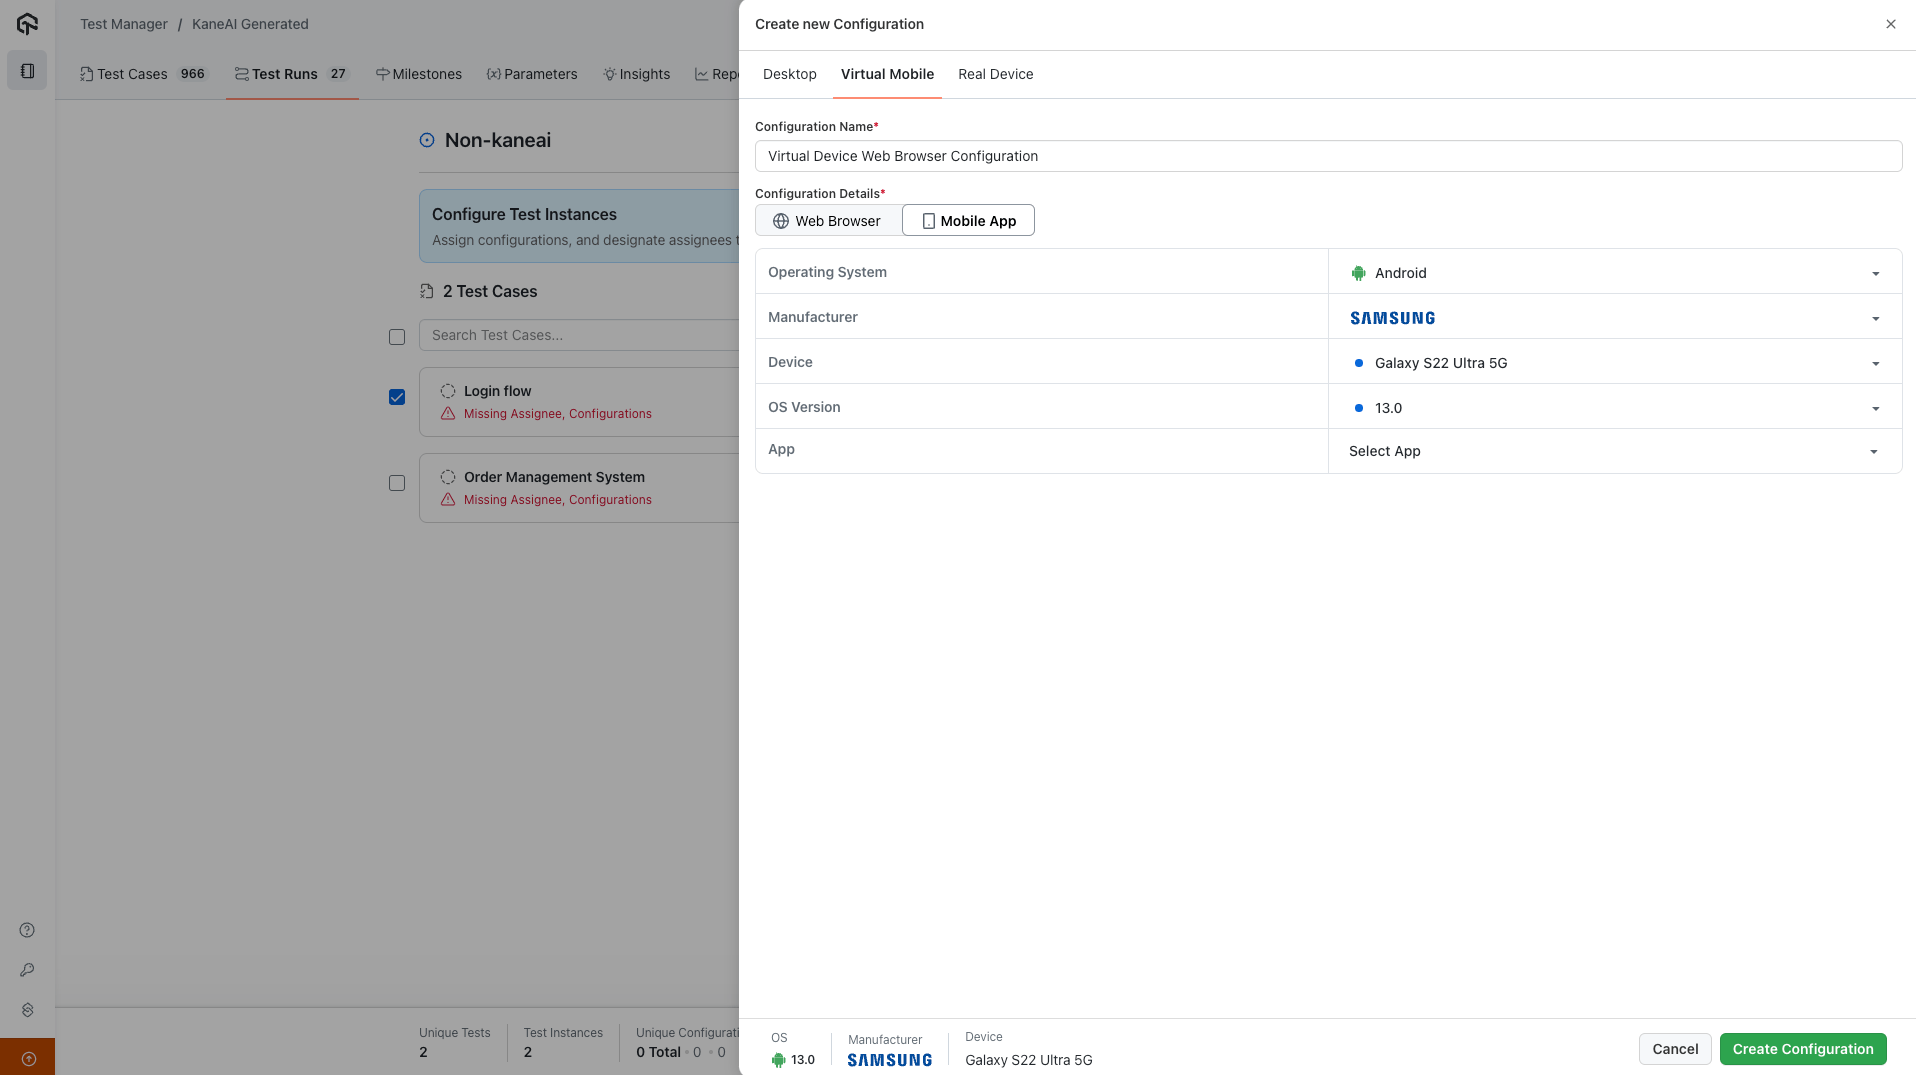 Test Manager / KaneAI Generated
Test Cases 966 Test Runs 27 Milestones {x} Parameters Insights Repo
Non-kaneai
Configure Test Instances
Assign configurations, and designate assignees t
2 Test Cases
Search Test Cases...
Login flow
Missing Assignee, Configurations
Order Management System
Missing Assignee, Configurations
Unique Tests
2
Test Instances
2
Unique Configurati
0 Total • 0 • 0
Create new Configuration
Desktop Virtual Mobile Real Device
Configuration Name*
Virtual Device Web Browser Configuration
Configuration Details*
Web Browser Mobile App
Operating System Android
Manufacturer SAMSUNG
Device Galaxy S22 Ultra 5G
OS Version 13.0
App Select App
OS
13.0
Manufacturer
SAMSUNG
Device
Galaxy S22 Ultra 5G
Cancel Create Configuration